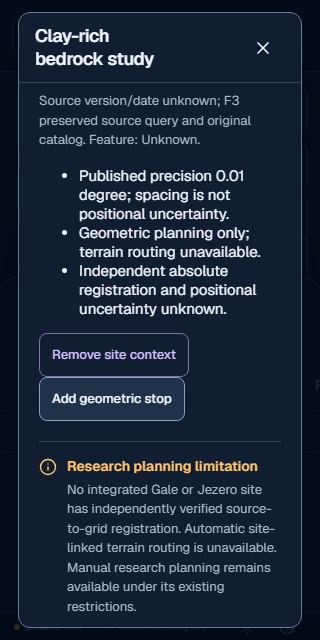 Clay-rich
bedrock study
Source version/date unknown; F3
preserved source query and original
catalog. Feature: Unknown.
• Published precision 0.01
degree; spacing is not
positional uncertainty.
• Geometric planning only;
terrain routing unavailable.
• Independent absolute
registration and positional
uncertainty unknown.
Remove site context
Add geometric stop
Research planning limitation
No integrated Gale or Jezero site
has independently verified source-
to-grid registration. Automatic site-
linked terrain routing is unavailable.
Manual research planning remains
available under its existing
restrictions.